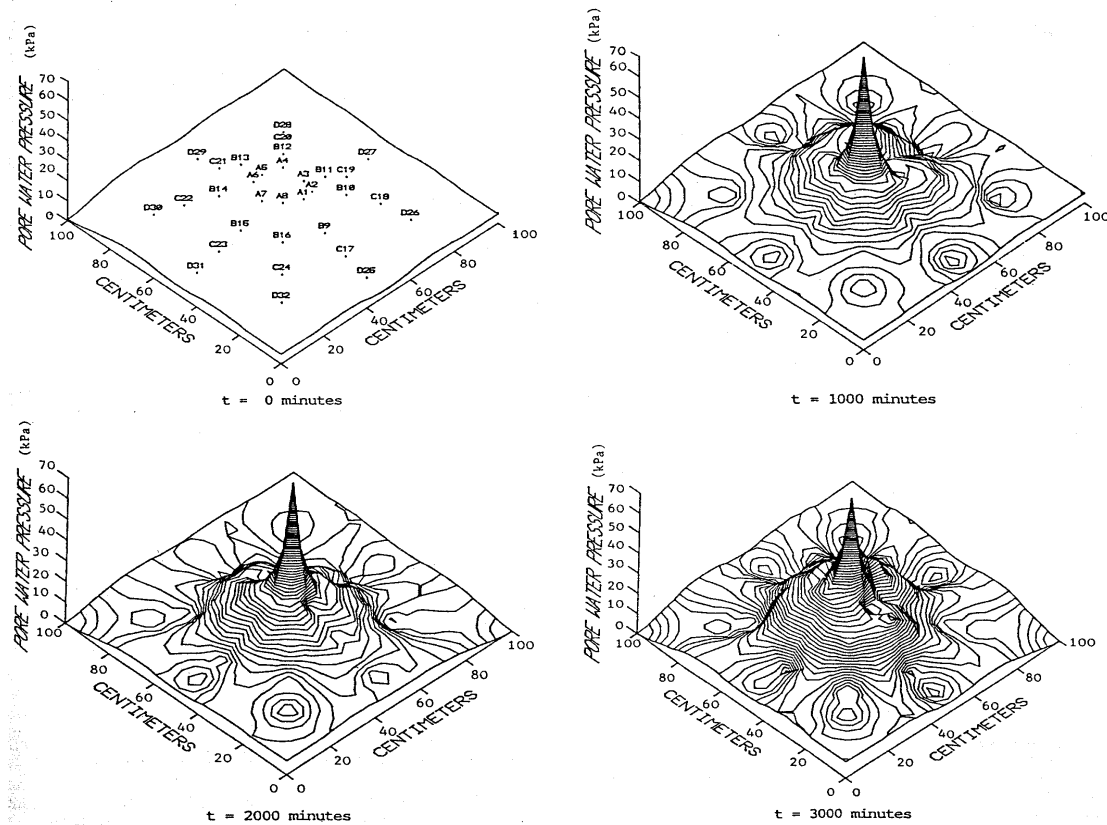 PORE WATER PRESSURE (kPa)
70
60
50
40
30
20
10
0
100
80
60
40
20
0
CENTIMETERS
0
20
40
60
80
100
CENTIMETERS
D28
C20
B12
A4
D29
C21
B13
A5
A6
D27
B11
C19
A3
A2
B14
A7
A8
A1
B10
C22
C18
D30
D26
B15
B16
B9
C23
C24
C17
D31
D25
D32
t = 0 minutes
PORE WATER PRESSURE (kPa)
70
60
50
40
30
20
10
0
100
80
60
40
20
0
CENTIMETERS
0
20
40
60
80
100
CENTIMETERS
t = 1000 minutes
PORE WATER PRESSURE (kPa)
70
60
50
40
30
20
10
0
100
80
60
40
20
0
CENTIMETERS
0
20
40
60
80
100
CENTIMETERS
t = 2000 minutes
PORE WATER PRESSURE (kPa)
70
60
50
40
30
20
10
0
100
80
60
40
20
0
CENTIMETERS
0
20
40
60
80
100
CENTIMETERS
t = 3000 minutes